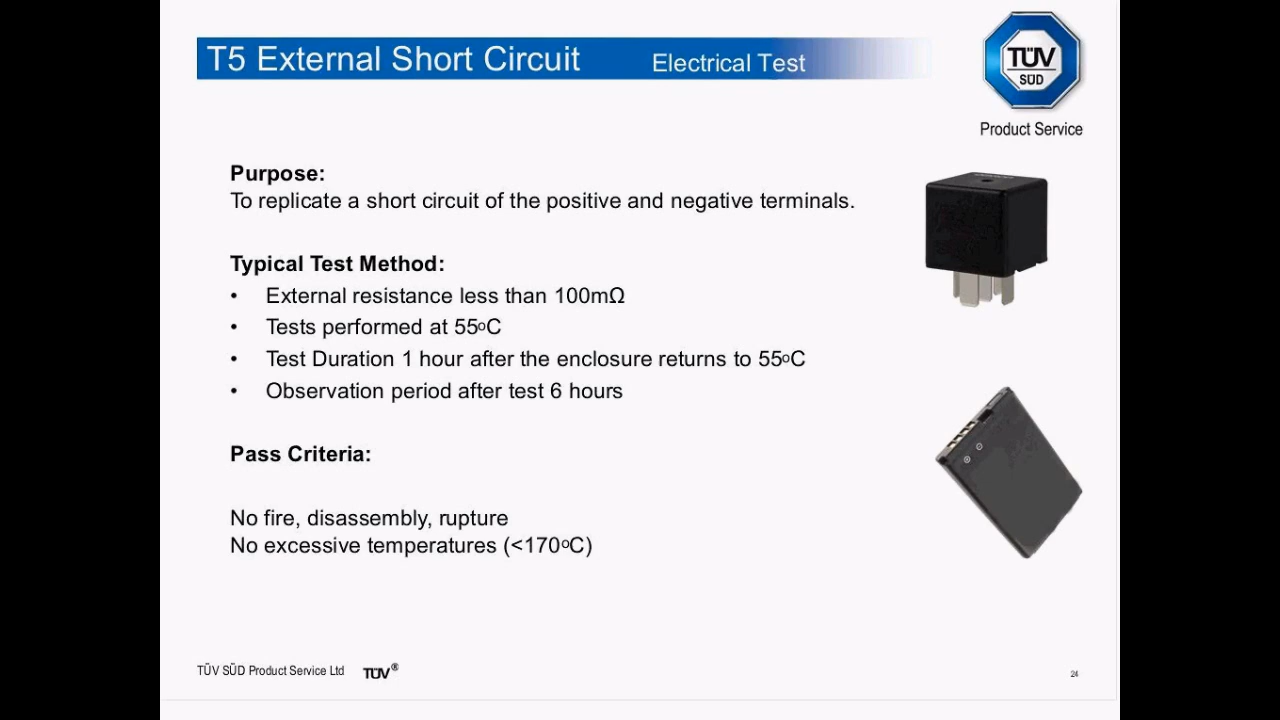 T5 External Short Circuit Electrical Test
TÜV
SÜD
Product Service
Purpose:
To replicate a short circuit of the positive and negative terminals.
Typical Test Method:
• External resistance less than 100mΩ
• Tests performed at 55oC
• Test Duration 1 hour after the enclosure returns to 55oC
• Observation period after test 6 hours
Pass Criteria:
No fire, disassembly, rupture
No excessive temperatures (<170oC)
TÜV SÜD Product Service Ltd TÜV®
24